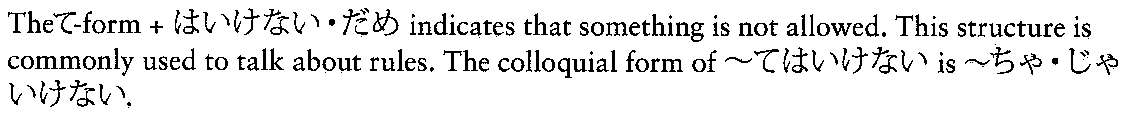 Theて-form + はいけない・だめ indicates that something is not allowed. This structure is
commonly used to talk about rules. The colloquial form of ～てはいけない is ～ちゃ・じゃ
いけない.